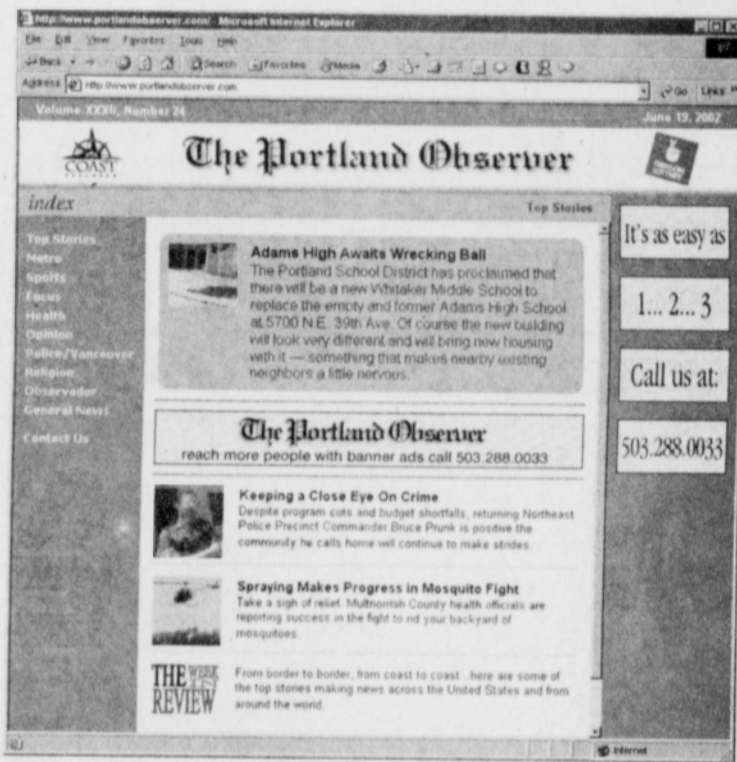 http://www.portlandobserver.com/ - Microsoft Internet Explorer
File Edit View Favorites Tools Help
Back Search Favorites Media
Address http://www.portlandobserver.com Go Links
Volume XXXII, Number 24 June 19, 2002
COAST
The Portland Observer
index
Top Stories
Top Stories
Metro
Sports
Focus
Health
Opinion
Police/Vancouver
Religion
Observador
General News
Contact Us
Adams High Awaits Wrecking Ball
The Portland School District has proclaimed that
there will be a new Whitaker Middle School to
replace the empty and former Adams High School
at 5700 N.E. 39th Ave. Of course the new building
will look very different and will bring new housing
with it — something that makes nearby existing
neighbors a little nervous.
The Portland Observer
reach more people with banner ads call 503.288.0033
Keeping a Close Eye On Crime
Despite program cuts and budget shortfalls, returning Northeast
Police Precinct Commander Bruce Prunk is positive the
community he calls home will continue to make strides.
Spraying Makes Progress in Mosquito Fight
Take a sigh of relief. Multnomah County health officials are
reporting success in the fight to rid your backyard of
mosquitoes.
THE WEEK
IN
REVIEW
From border to border, from coast to coast...here are some of
the top stories making news across the United States and from
around the world.
It's as easy as
1... 2... 3
Call us at:
503.288.0033
Internet